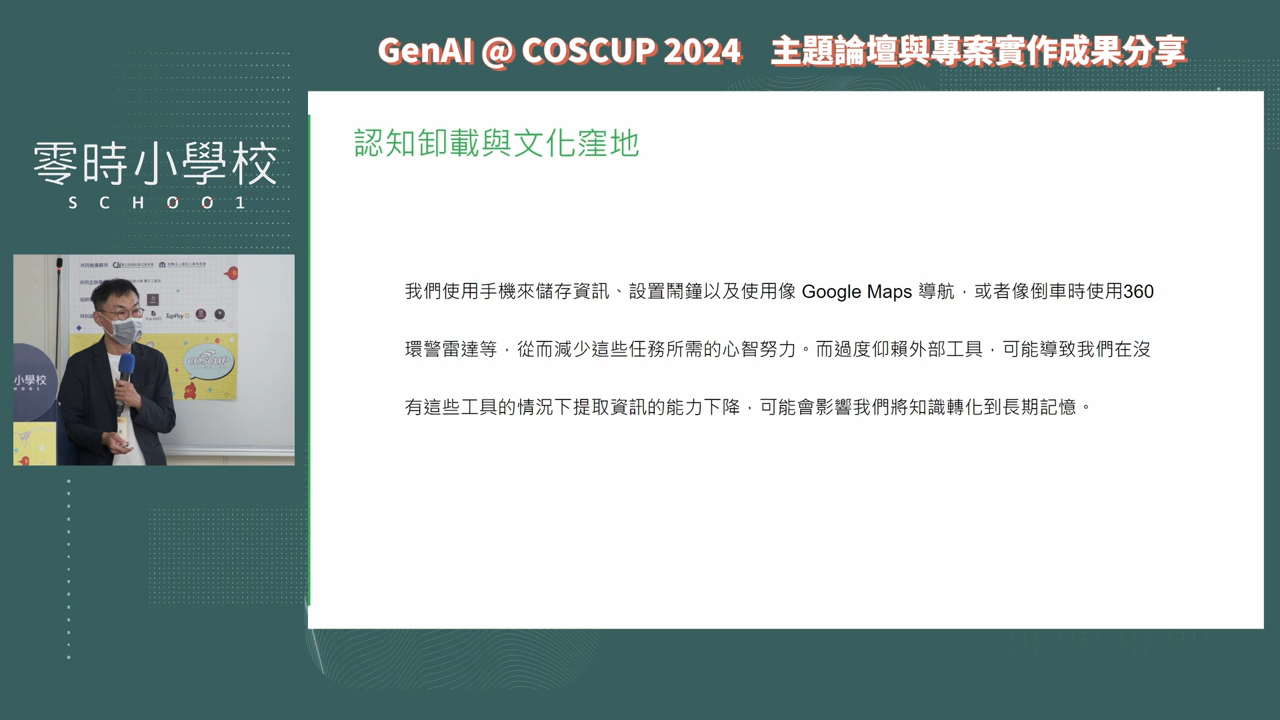 GenAI @ COSCUP 2024 主題論壇與專案實作成果分享
零時小學校
SCHOO1
認知卸載與文化窪地
我們使用手機來儲存資訊、設置鬧鐘以及使用像 Google Maps 導航，或者像倒車時使用360
環警雷達等，從而減少這些任務所需的心智努力。而過度仰賴外部工具，可能導致我們在沒
有這些工具的情況下提取資訊的能力下降，可能會影響我們將知識轉化到長期記憶。
TapPay
COSCUP
小學校